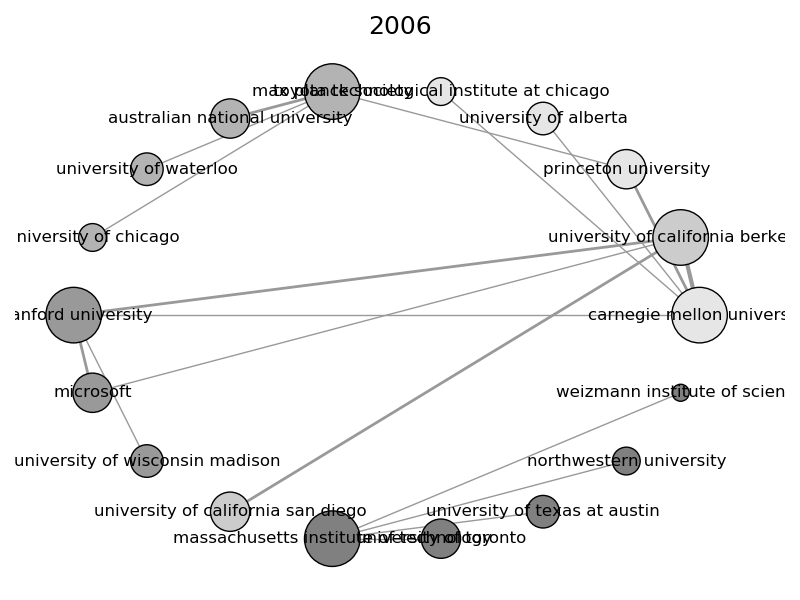 2006
max planck society
toyota technological institute at chicago
australian national university
university of alberta
university of waterloo
princeton university
niversity of chicago
university of california berke
anford university
carnegie mellon univers
microsoft
weizmann institute of scien
university of wisconsin madison
northwestern university
university of california san diego
university of texas at austin
massachusetts institute of technology
university of toronto